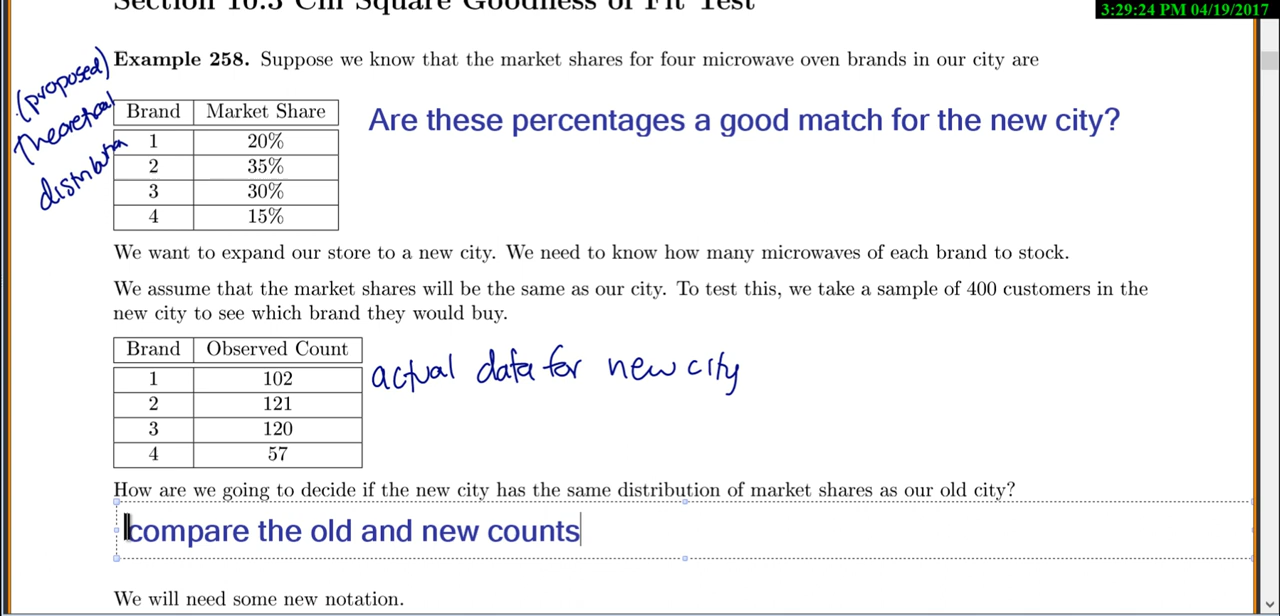 3:29:24 PM 04/19/2017
Section 10.3 Chi Square Goodness of Fit Test
(proposed)
Theoretical
distribution
Example 258. Suppose we know that the market shares for four microwave oven brands in our city are
Brand Market Share
1 20%
2 35%
3 30%
4 15%
Are these percentages a good match for the new city?
We want to expand our store to a new city. We need to know how many microwaves of each brand to stock.
We assume that the market shares will be the same as our city. To test this, we take a sample of 400 customers in the
new city to see which brand they would buy.
Brand Observed Count
1 102
2 121
3 120
4 57
actual data for new city
How are we going to decide if the new city has the same distribution of market shares as our old city?
compare the old and new counts
We will need some new notation.